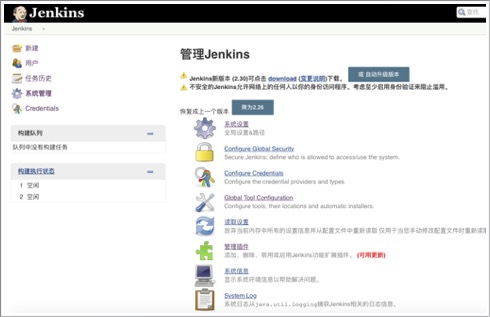 Jenkins
查找
Jenkins
新建
用户
任务历史
系统管理
Credentials
构建队列
队列中没有构建任务
构建执行状态
1 空闲
2 空闲
管理Jenkins
Jenkins新版本 (2.30)可点击 download (变更说明)下载。 或 自动升级版本
不安全的Jenkins允许网络上的任何人以你的身份访问程序。考虑至少启用身份验证来阻止滥用。
恢复成上一个版本 降为2.26
系统设置
全局设置&路径
Configure Global Security
Secure Jenkins; define who is allowed to access/use the system.
Configure Credentials
Configure the credential providers and types
Global Tool Configuration
Configure tools, their locations and automatic installers.
读取设置
放弃当前内存中所有的设置信息并从配置文件中重新读取 仅用于当您手动修改配置文件时重新读取
管理插件
添加、删除、禁用或启用Jenkins功能扩展插件。 (可用更新)
系统信息
显示系统环境信息以帮助解决问题。
System Log
系统日志从java.util.logging捕获Jenkins相关的日志信息。